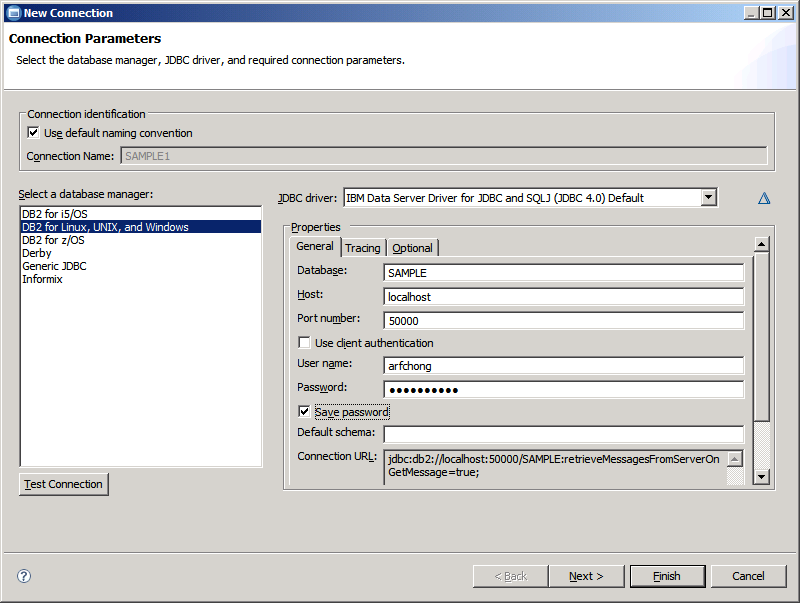 New Connection
Connection Parameters
Select the database manager, JDBC driver, and required connection parameters.
Connection identification
Use default naming convention
Connection Name: SAMPLE1
Select a database manager:
DB2 for i5/OS
DB2 for Linux, UNIX, and Windows
DB2 for z/OS
Derby
Generic JDBC
Informix
Test Connection
JDBC driver: IBM Data Server Driver for JDBC and SQLJ (JDBC 4.0) Default
Properties
General Tracing Optional
Database: SAMPLE
Host: localhost
Port number: 50000
Use client authentication
User name: arfchong
Password: ●●●●●●●●●●
Save password
Default schema:
Connection URL: jdbc:db2://localhost:50000/SAMPLE:retrieveMessagesFromServerOn
GetMessage=true;
? < Back Next > Finish Cancel